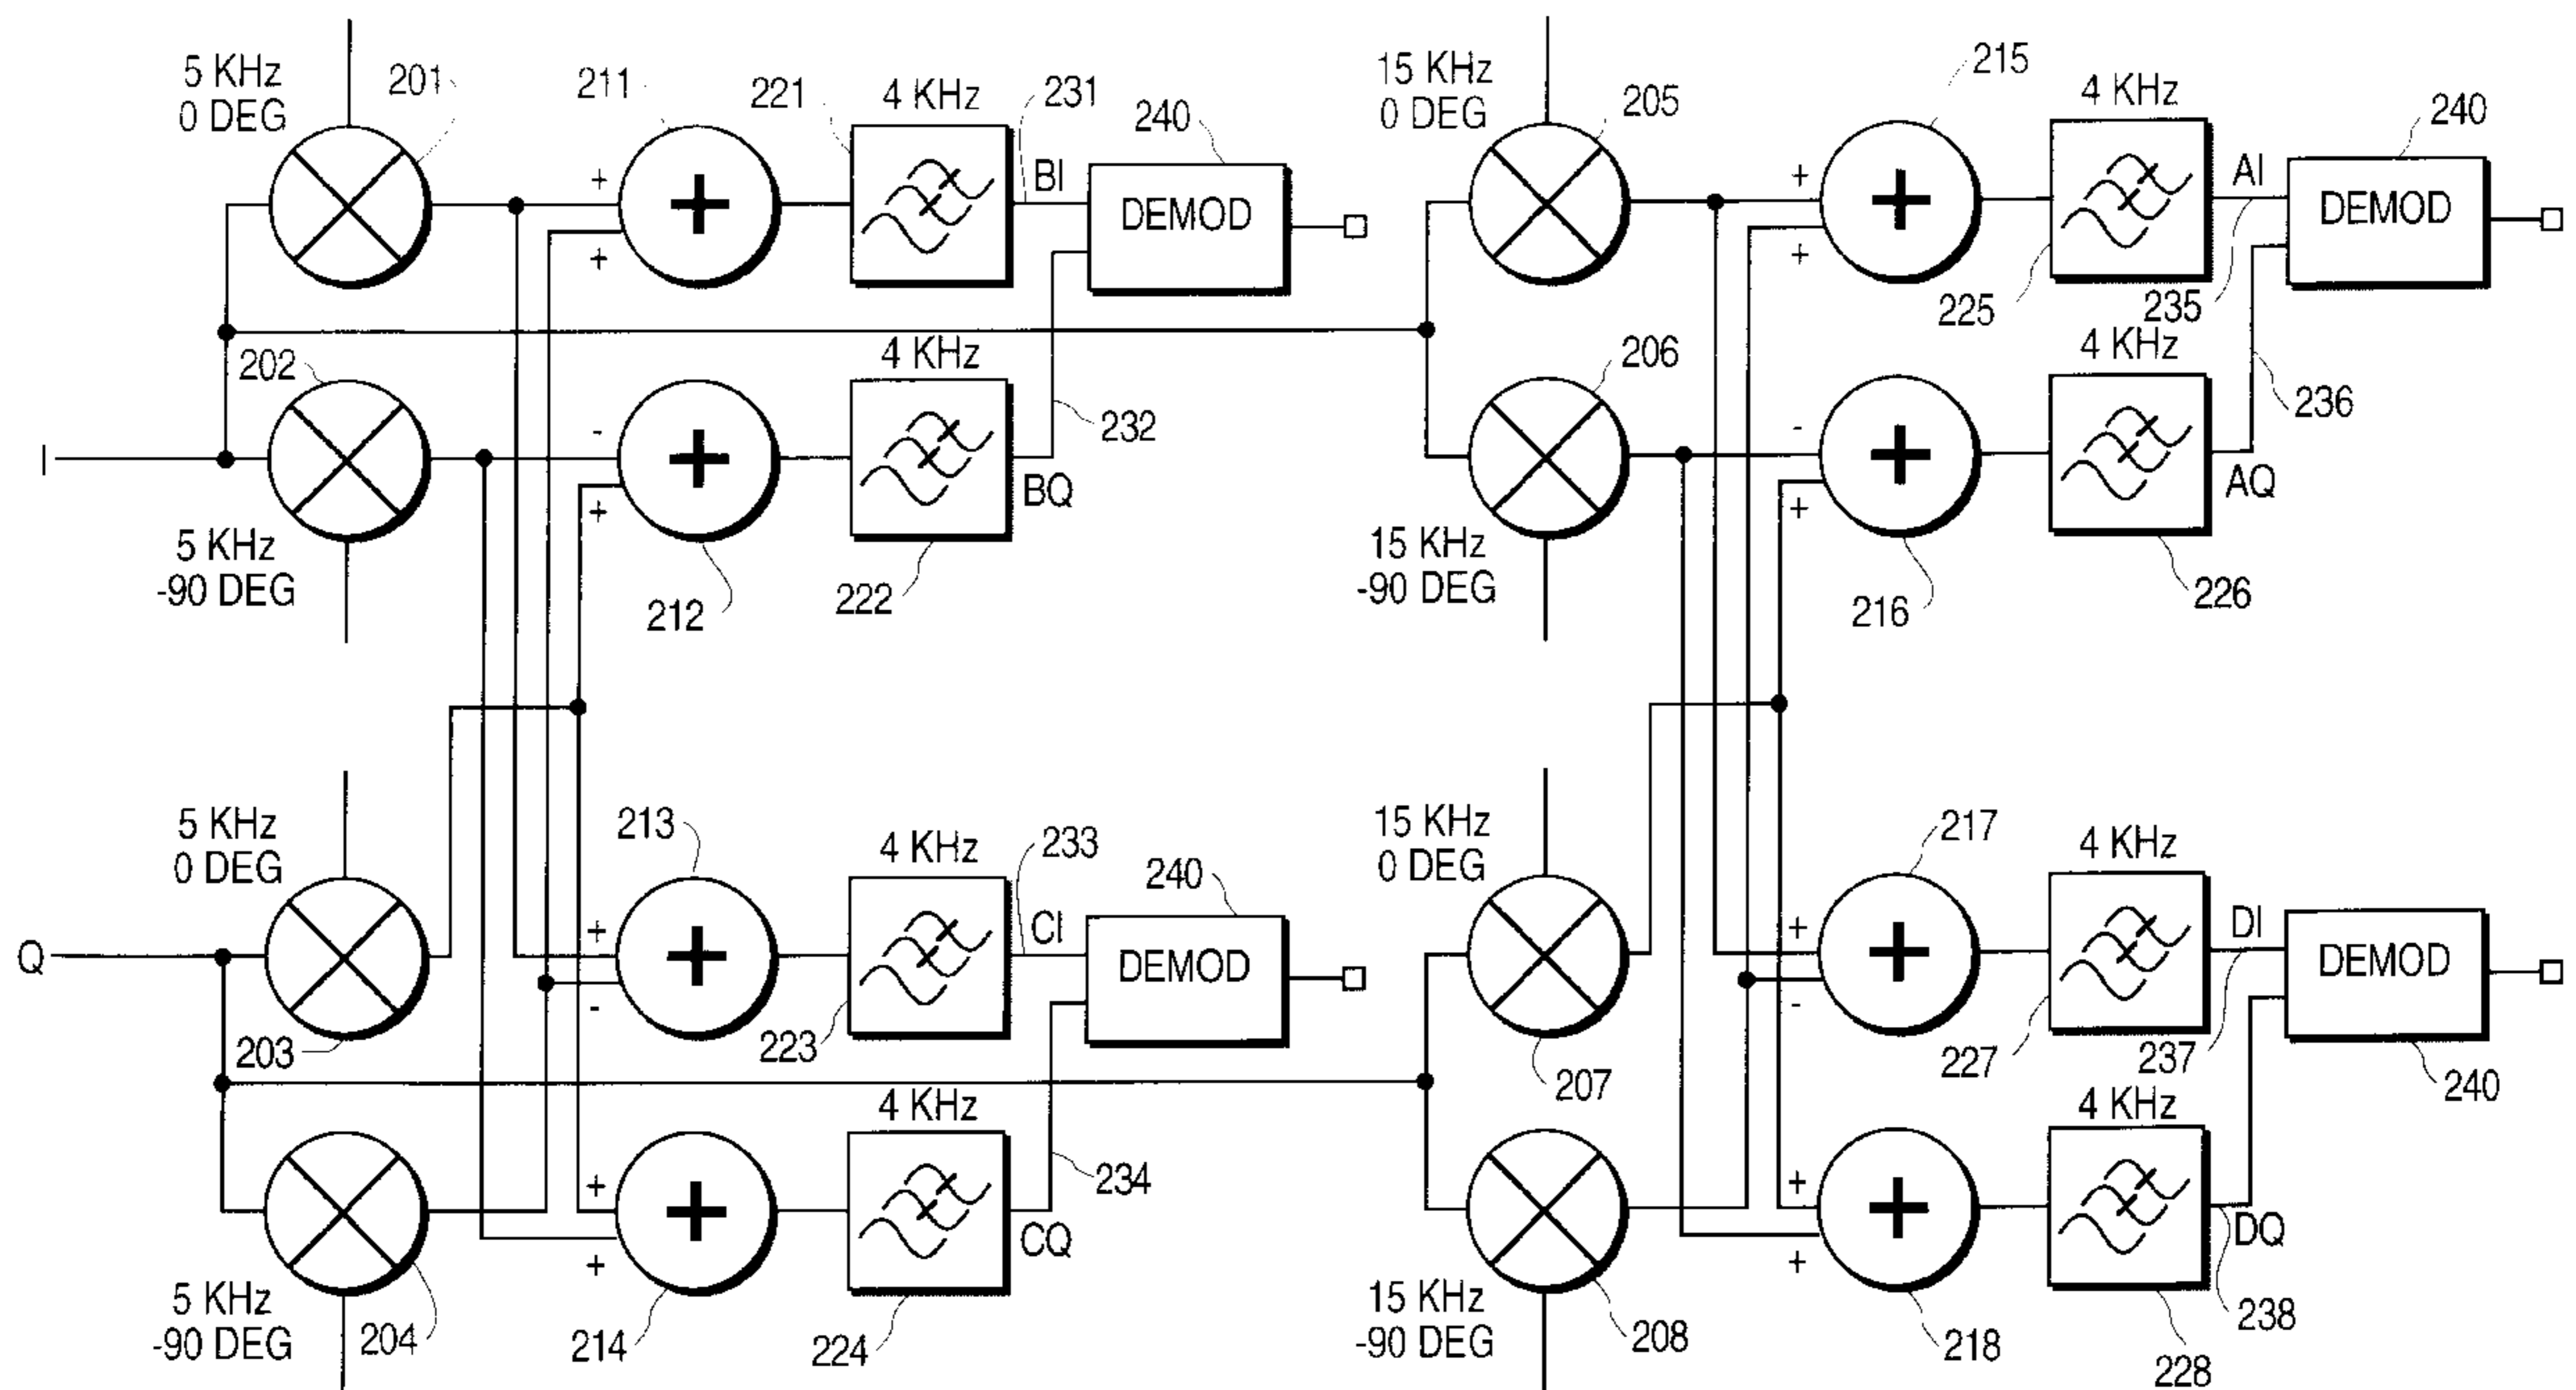 5 KHz
0 DEG
201
211
221
4 KHz
231
BI
240
DEMOD
+
+
202
4 KHz
I
-
+
232
BQ
5 KHz
-90 DEG
212
222
15 KHz
0 DEG
205
215
4 KHz
AI
240
DEMOD
+
+
225
235
206
4 KHz
-
+
236
AQ
15 KHz
-90 DEG
216
226
5 KHz
0 DEG
213
4 KHz
233
CI
240
DEMOD
Q
+
-
203
223
4 KHz
+
+
234
CQ
5 KHz
-90 DEG
204
214
224
15 KHz
0 DEG
217
4 KHz
DI
DEMOD
+
-
227
237
207
240
4 KHz
+
+
DQ
15 KHz
-90 DEG
208
218
238
228